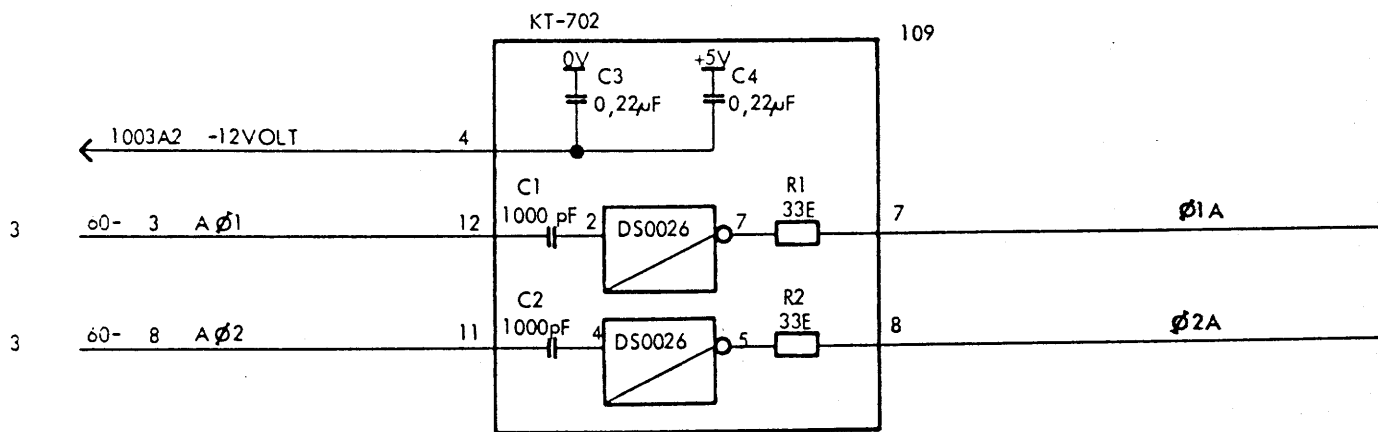 KT-702
109
0V
+5V
C3
C4
0,22µF
0,22µF
1003A2 -12VOLT 4
C1
R1
3 60- 3 AØ1 12 1000 pF 2 DS0026 7 33E 7 Ø1A
C2
R2
3 60- 8 AØ2 11 1000pF 4 DS0026 5 33E 8 Ø2A